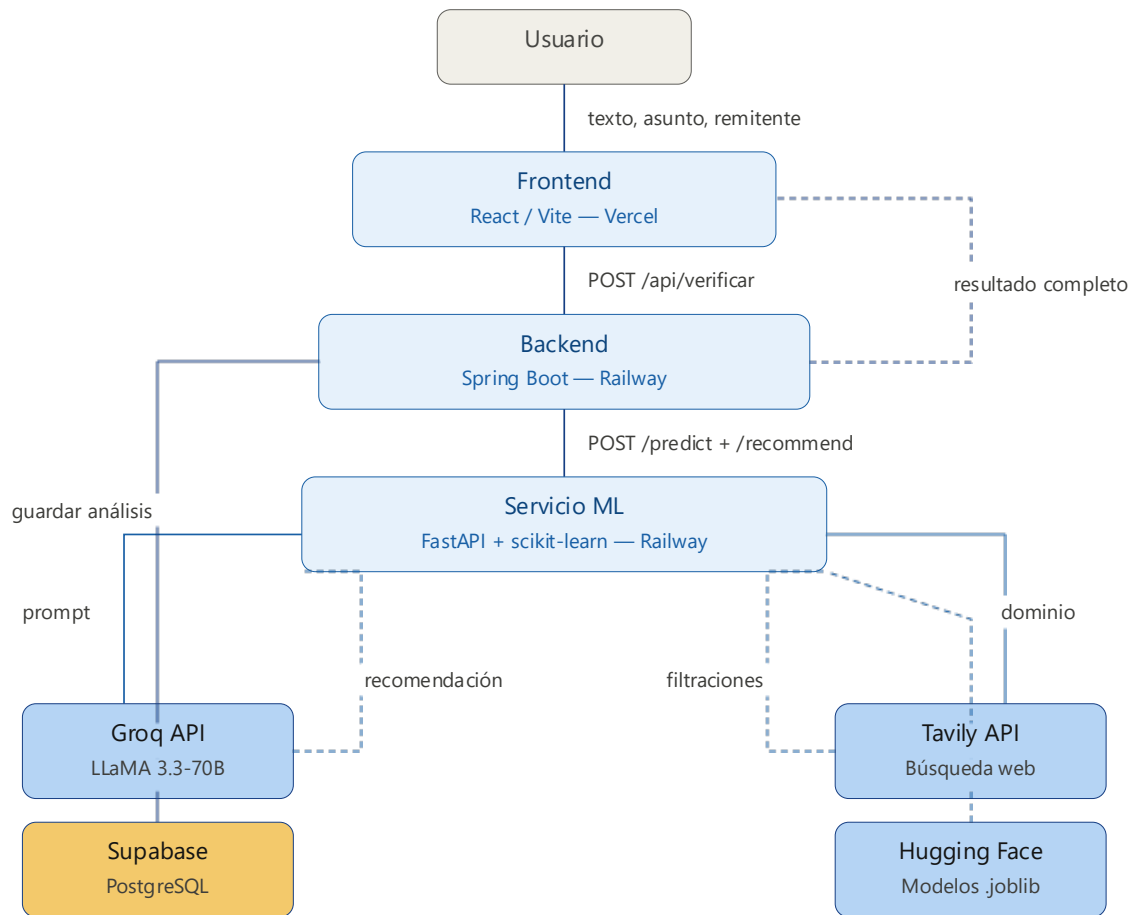 Usuario
texto, asunto, remitente
Frontend
React / Vite — Vercel
POST /api/verificar
resultado completo
Backend
Spring Boot — Railway
POST /predict + /recommend
Servicio ML
FastAPI + scikit-learn — Railway
guardar análisis
prompt
dominio
recomendación
filtraciones
Groq API
LLaMA 3.3-70B
Tavily API
Búsqueda web
Supabase
PostgreSQL
Hugging Face
Modelos .joblib